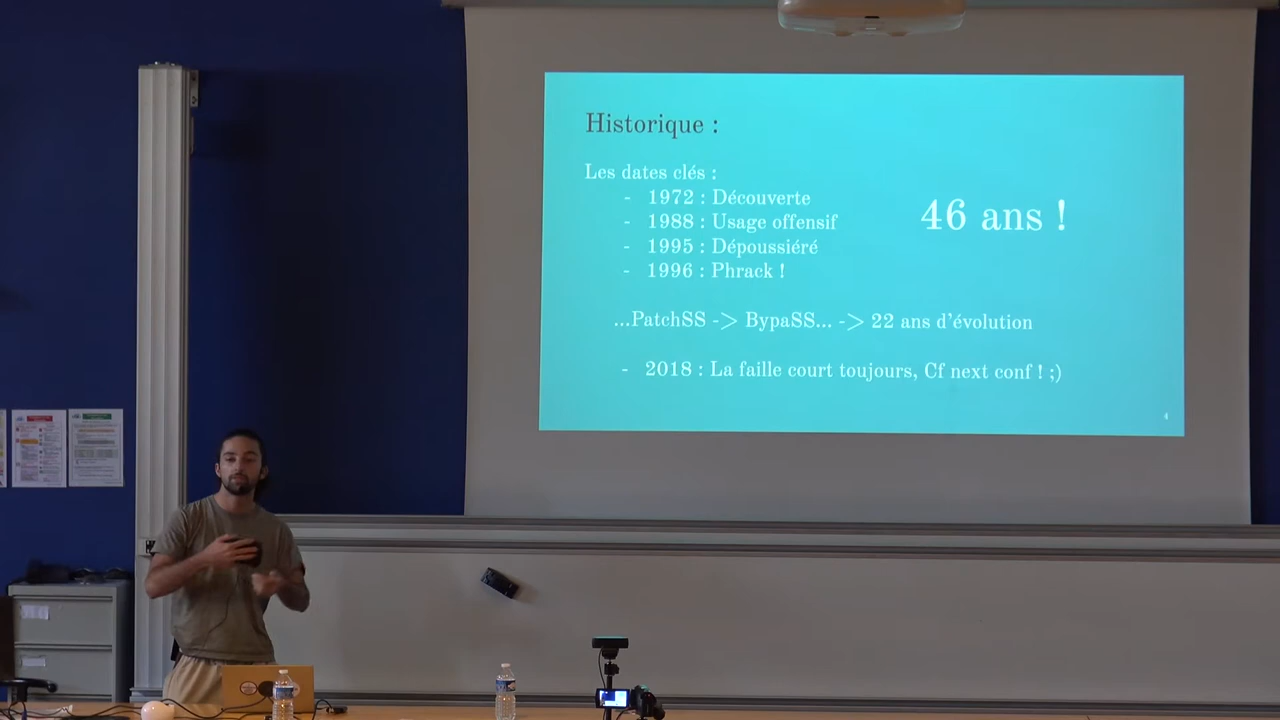 Historique :
Les dates clés :
- 1972 : Découverte
- 1988 : Usage offensif
- 1995 : Dépoussiéré
- 1996 : Phrack !
46 ans !
...PatchSS -> BypaSS... -> 22 ans d'évolution
- 2018 : La faille court toujours, Cf next conf ! ;)
4